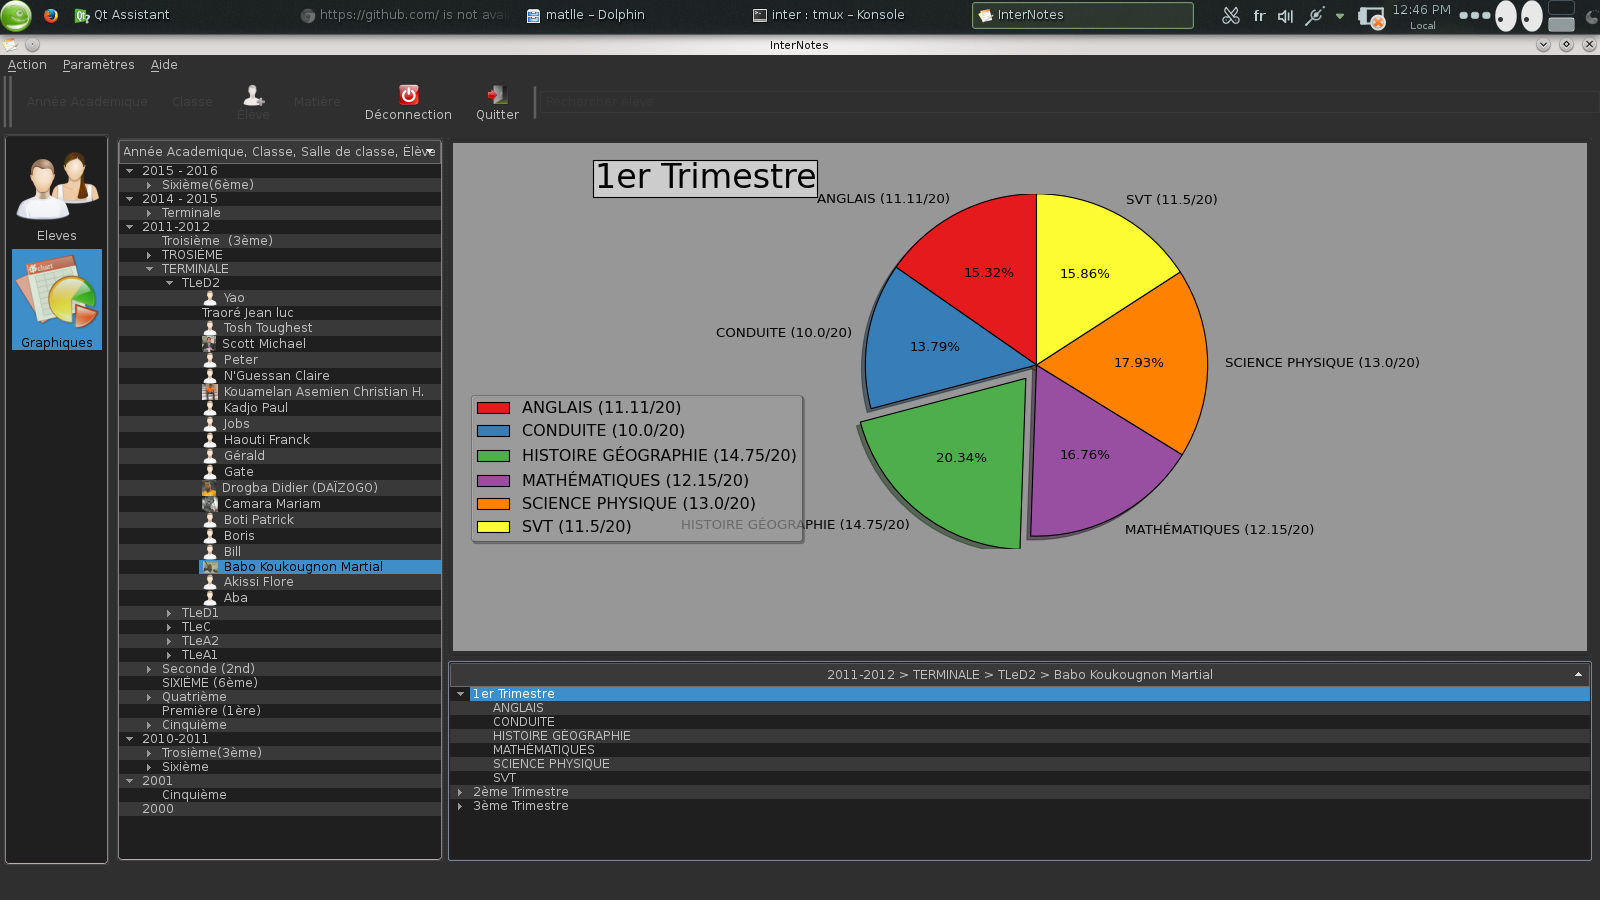 Qt Assistant
https://github.com/ is not avai
matlle – Dolphin
inter : tmux – Konsole
InterNotes
fr
12:46 PM
Local
InterNotes
Action Paramètres Aide
Année Academique
Classe
Élève
Matière
Déconnection
Quitter
Rechercher élève
Eleves
Graphiques
Année Academique, Classe, Salle de classe, Élève
2015 - 2016
Sixième(6ème)
2014 - 2015
Terminale
2011-2012
Troisième  (3ème)
TROSIÈME
TERMINALE
TLeD2
Yao
Traoré Jean luc
Tosh Toughest
Scott Michael
Peter
N'Guessan Claire
Kouamelan Asemien Christian H.
Kadjo Paul
Jobs
Haouti Franck
Gérald
Gate
Drogba Didier (DAÏZOGO)
Camara Mariam
Boti Patrick
Boris
Bill
Babo Koukougnon Martial
Akissi Flore
Aba
TLeD1
TLeC
TLeA2
TLeA1
Seconde (2nd)
SIXIÈME (6ème)
Quatrième
Première (1ère)
Cinquième
2010-2011
Trosième(3ème)
Sixième
2001
Cinquième
2000
1er Trimestre
ANGLAIS (11.11/20)
SVT (11.5/20)
15.32%
15.86%
CONDUITE (10.0/20)
13.79%
17.93%
SCIENCE PHYSIQUE (13.0/20)
20.34%
16.76%
HISTOIRE GÉOGRAPHIE (14.75/20)
MATHÉMATIQUES (12.15/20)
ANGLAIS (11.11/20)
CONDUITE (10.0/20)
HISTOIRE GÉOGRAPHIE (14.75/20)
MATHÉMATIQUES (12.15/20)
SCIENCE PHYSIQUE (13.0/20)
SVT (11.5/20)
2011-2012 > TERMINALE > TLeD2 > Babo Koukougnon Martial
1er Trimestre
ANGLAIS
CONDUITE
HISTOIRE GÉOGRAPHIE
MATHÉMATIQUES
SCIENCE PHYSIQUE
SVT
2ème Trimestre
3ème Trimestre